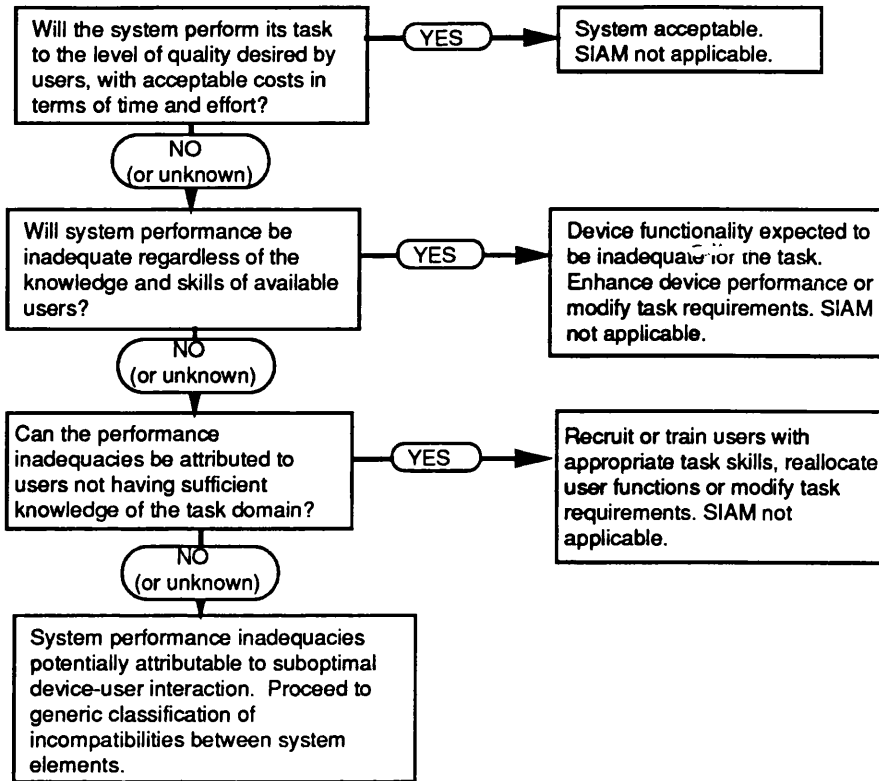 Will the system perform its task
to the level of quality desired by
users, with acceptable costs in
terms of time and effort?
YES
System acceptable.
SIAM not applicable.
NO
(or unknown)
Will system performance be
inadequate regardless of the
knowledge and skills of available
users?
YES
Device functionality expected to
be inadequate for the task.
Enhance device performance or
modify task requirements. SIAM
not applicable.
NO
(or unknown)
Can the performance
inadequacies be attributed to
users not having sufficient
knowledge of the task domain?
YES
Recruit or train users with
appropriate task skills, reallocate
user functions or modify task
requirements. SIAM not
applicable.
NO
(or unknown)
System performance inadequacies
potentially attributable to suboptimal
device-user interaction. Proceed to
generic classification of
incompatibilities between system
elements.